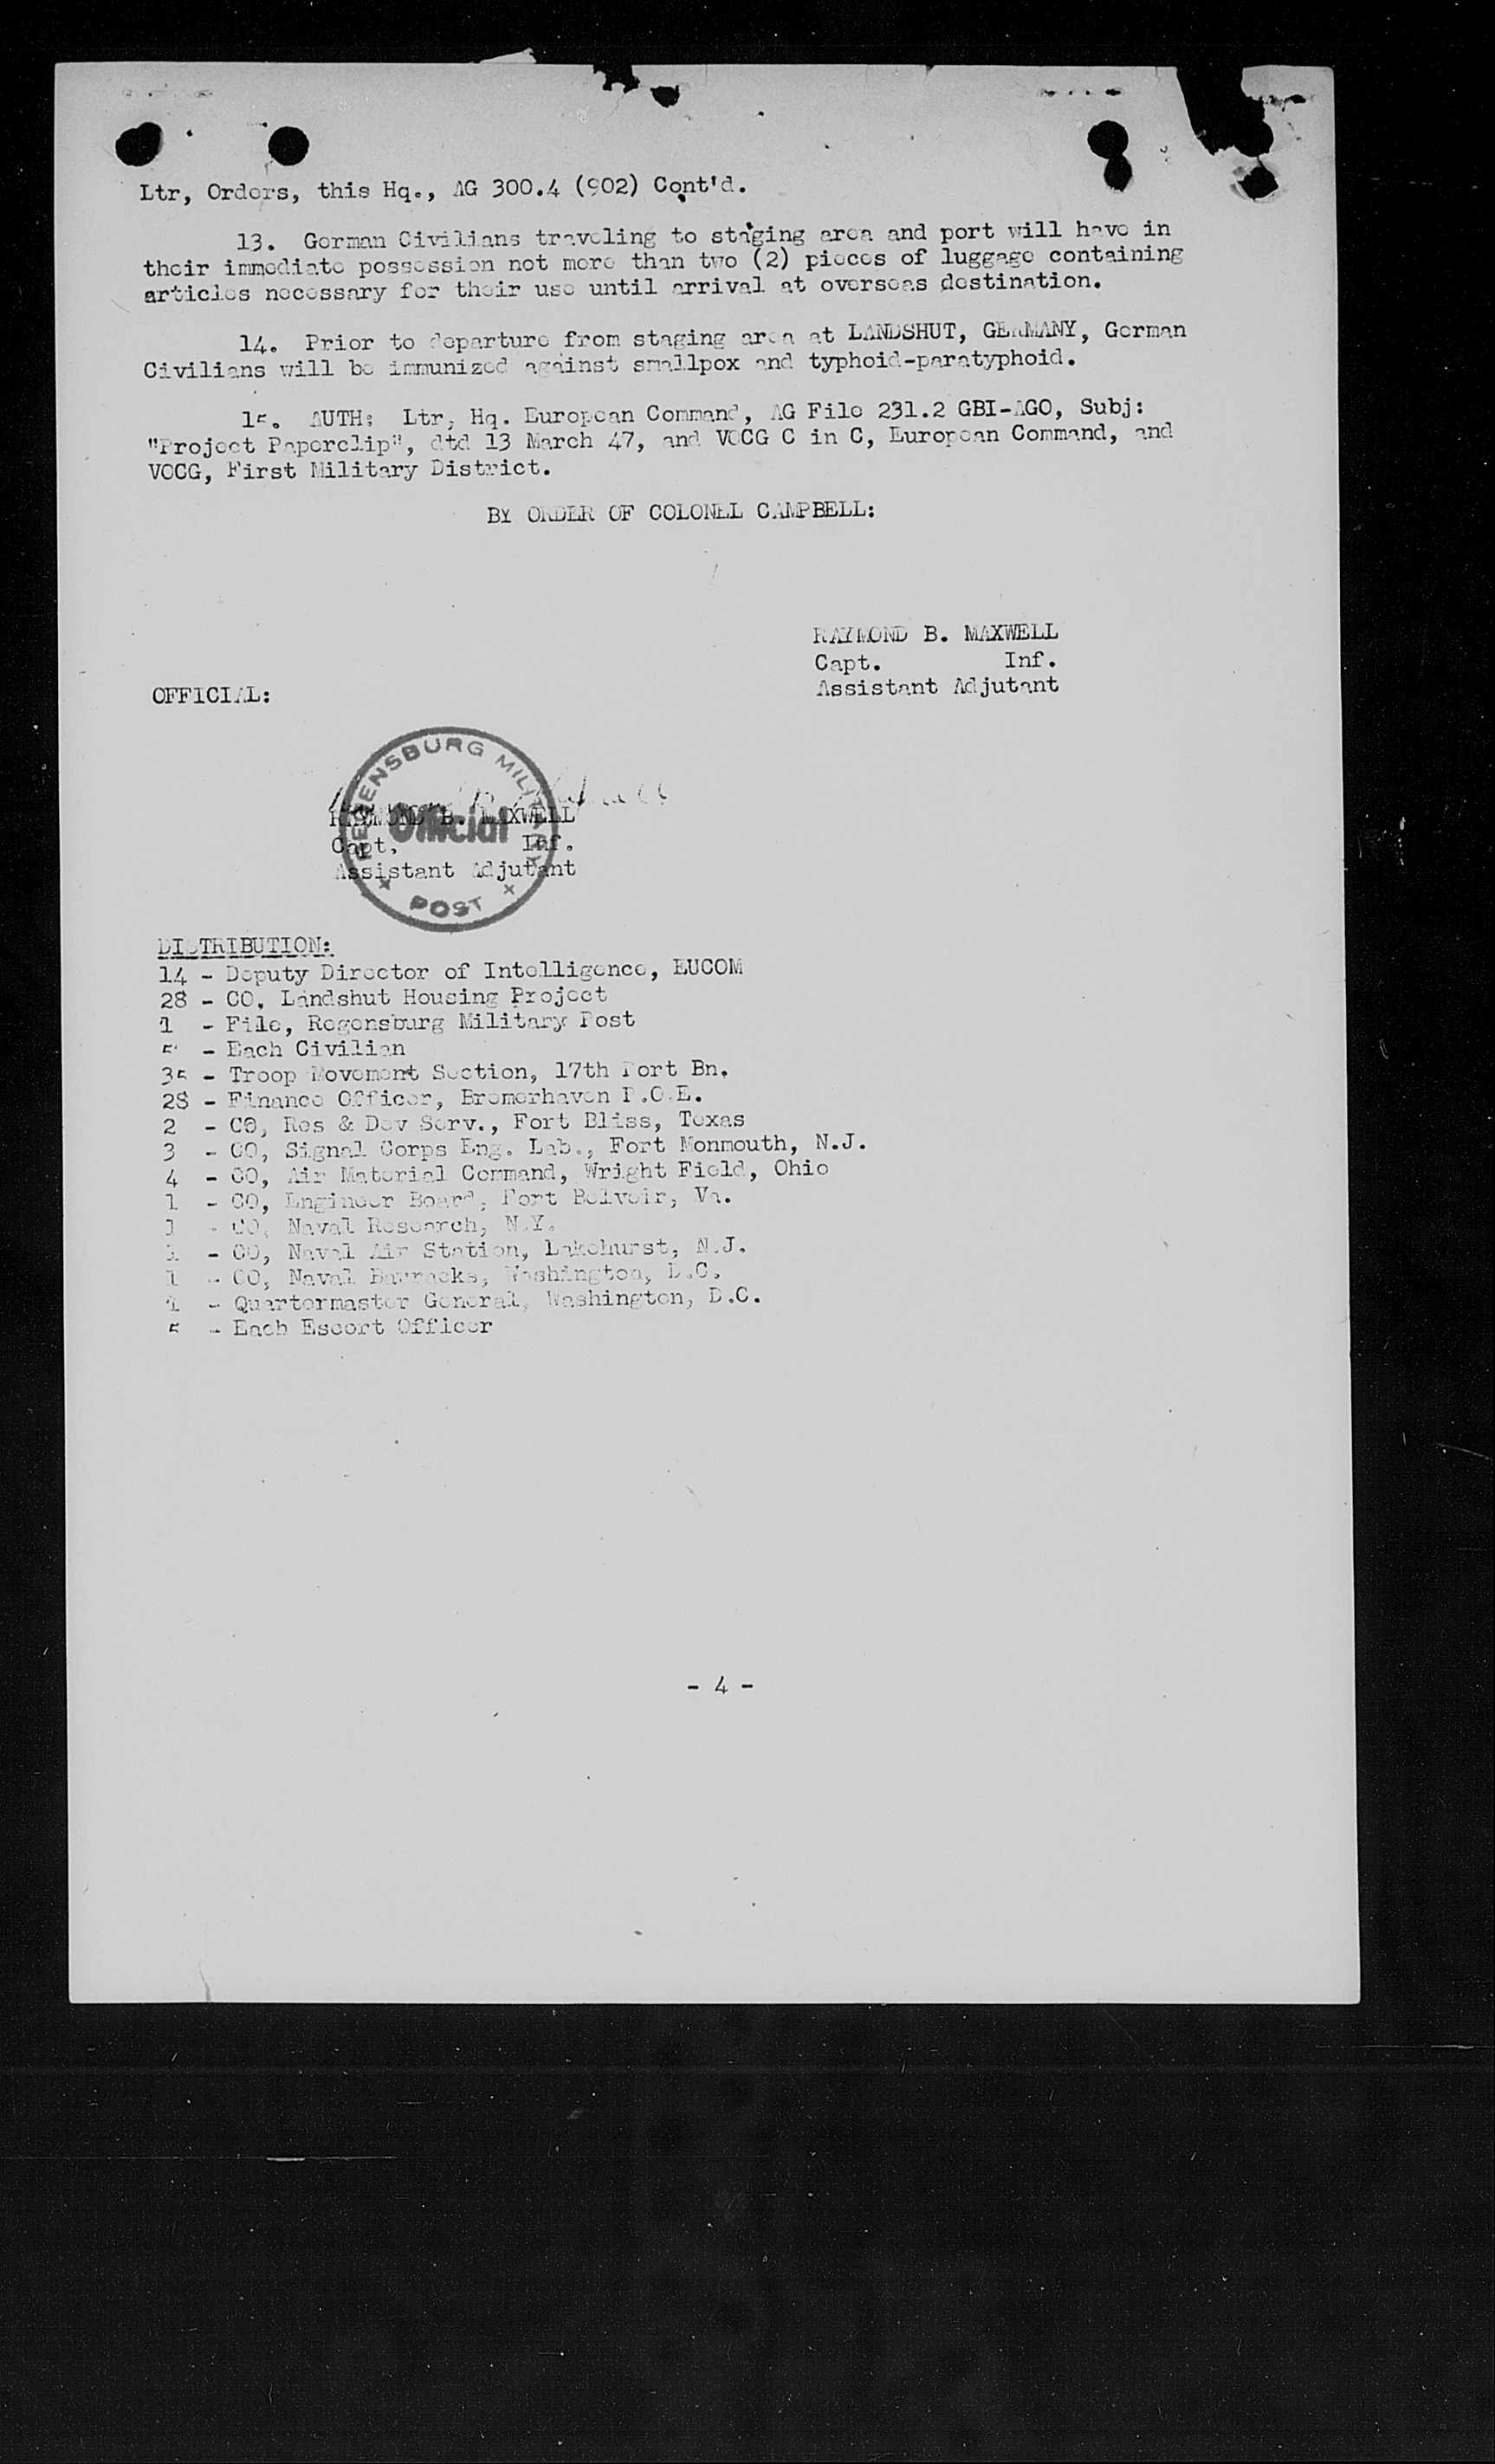 Ltr, Orders, this Hq., AG 300.4 (902) Cont'd.
13. German Civilians traveling to staging area and port will have in
their immediate possession not more than two (2) pieces of luggage containing
articles necessary for their use until arrival at overseas destination.
14. Prior to departure from staging area at LANDSHUT, GERMANY, German
Civilians will be immunized against smallpox and typhoid-paratyphoid.
15. AUTH: Ltr, Hq. European Command, AG File 231.2 GBI-AGO, Subj:
"Project Paperclip", dtd 13 March 47, and VOCG C in C, European Command, and
VOCG, First Military District.
BY ORDER OF COLONEL CAMPBELL:
RAYMOND B. MAXWELL
Capt. Inf.
Assistant Adjutant
OFFICIAL:
REGENSBURG MILITARY
Official
POST
RAYMOND B. MAXWELL
Capt. Inf.
Assistant Adjutant
DISTRIBUTION:
14 - Deputy Director of Intelligence, EUCOM
28 - CO, Landshut Housing Project
1 - File, Regensburg Military Post
5 - Each Civilian
35 - Troop Movement Section, 17th Port Bn.
28 - Finance Officer, Bremerhaven P.O.E.
2 - CO, Res & Dev Serv., Fort Bliss, Texas
3 - CO, Signal Corps Eng. Lab., Fort Monmouth, N.J.
4 - CO, Air Material Command, Wright Field, Ohio
1 - CO, Engineer Board, Fort Belvoir, Va.
1 - CO, Naval Research, N.Y.
1 - CO, Naval Air Station, Lakehurst, N.J.
1 - CO, Naval Barracks, Washington, D.C.
1 - Quartermaster General, Washington, D.C.
5 - Each Escort Officer
- 4 -